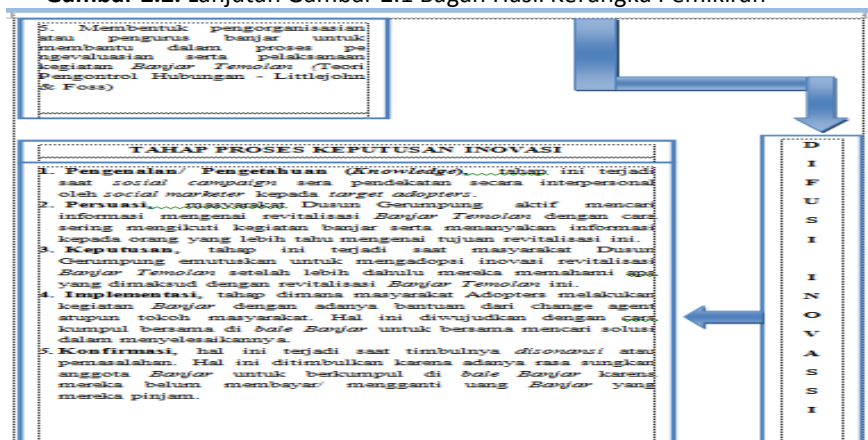 Gambar 2.2. Lanjutan Gambar 2.1 Bagan Hasil Kerangka Pemikiran
5. Membentuk pengorganisasian
atau pengurus banjar untuk
membantu dalam proses pe
ngevaluasian serta pelaksanaan
kegiatan Banjar Temolan (Teori
Pengontrol Hubungan - Littlejohn
& Foss)
TAHAP PROSES KEPUTUSAN INOVASI
1. Pengenalan/ Pengetahuan (Knowledge), tahap ini terjadi
saat sosial campaign sera pendekatan secara interpersonal
oleh social marketer kepada target adopters.
2. Persuasi, masyarakat Dusun Gerumpung aktif mencari
informasi mengenai revitalisasi Banjar Temolan dengan cara
sering mengikuti kegiatan banjar serta menanyakan informasi
kepada orang yang lebih tahu mengenai tujuan revitalisasi ini.
3. Keputusan, tahap ini terjadi saat masyarakat Dusun
Gerumpung emutuskan untuk mengadopsi inovasi revitalisasi
Banjar Temolan setelah lebih dahulu mereka memahami apa
yang dimaksud dengan revitalisasi Banjar Temolan ini.
4. Implementasi, tahap dimana masyarakat Adopters melakukan
kegiatan Banjar dengan adanya bantuan dari change agent
atupun tokoh masyarakat. Hal ini diwujudkan dengan cara
kumpul bersama di bale Banjar untuk bersama mencari solusi
dalam menyelesaikannya.
5. Konfirmasi, hal ini terjadi saat timbulnya disonansi atau
pemasalahan. Hal ini ditimbulkan karena adanya rasa sungkan
anggota Banjar untuk berkumpul di bale Banjar karena
mereka belum membayar/ mengganti uang Banjar yang
mereka pinjam.
D
I
F
U
S
I
I
N
O
V
A
S
S
I